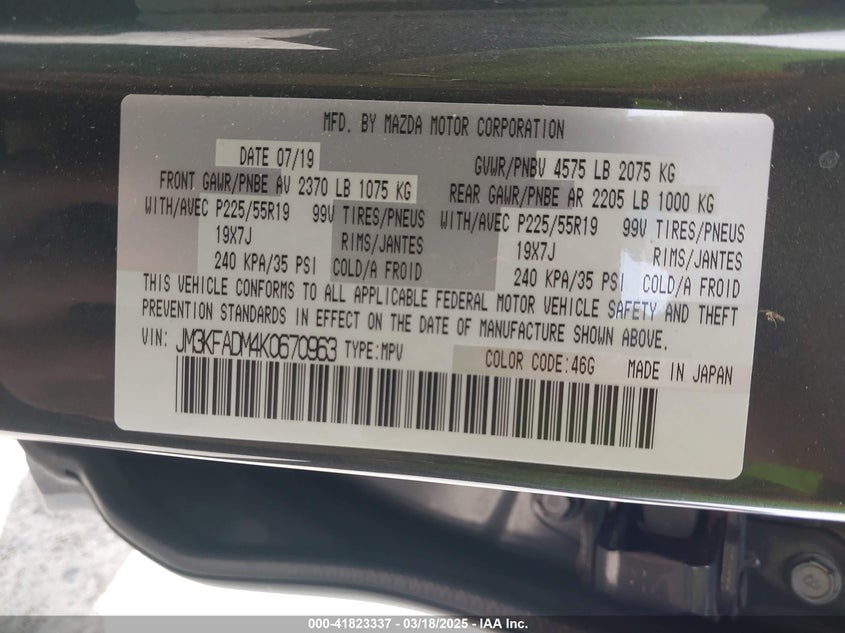 MFD. BY MAZDA MOTOR CORPORATION
DATE 07/19 GVWR/PNBV 4575 LB 2075 KG
FRONT GAWR/PNBE AV 2370 LB 1075 KG REAR GAWR/PNBE AR 2205 LB 1000 KG
WITH/AVEC P225/55R19 99V TIRES/PNEUS WITH/AVEC P225/55R19 99V TIRES/PNEUS
19X7J RIMS/JANTES 19X7J RIMS/JANTES
240 KPA/35 PSI COLD/A FROID 240 KPA/35 PSI COLD/A FROID
THIS VEHICLE CONFORMS TO ALL APPLICABLE FEDERAL MOTOR VEHICLE SAFETY AND THEFT
PREVENTION STANDARDS IN EFFECT ON THE DATE OF MANUFACTURE SHOWN ABOVE.
VIN: JM3KFADM4K0670963 TYPE:MPV COLOR CODE:46G MADE IN JAPAN
000-41823337 - 03/18/2025 - IAA Inc.